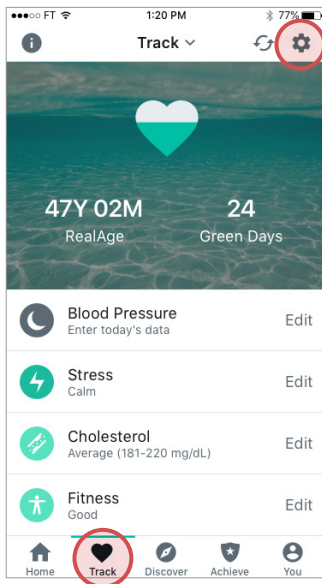 FT 1:20 PM 77%
Track
47Y 02M 24
RealAge Green Days
Blood Pressure Edit
Enter today's data
Stress Edit
Calm
Cholesterol Edit
Average (181-220 mg/dL)
Fitness Edit
Good
Home Track Discover Achieve You